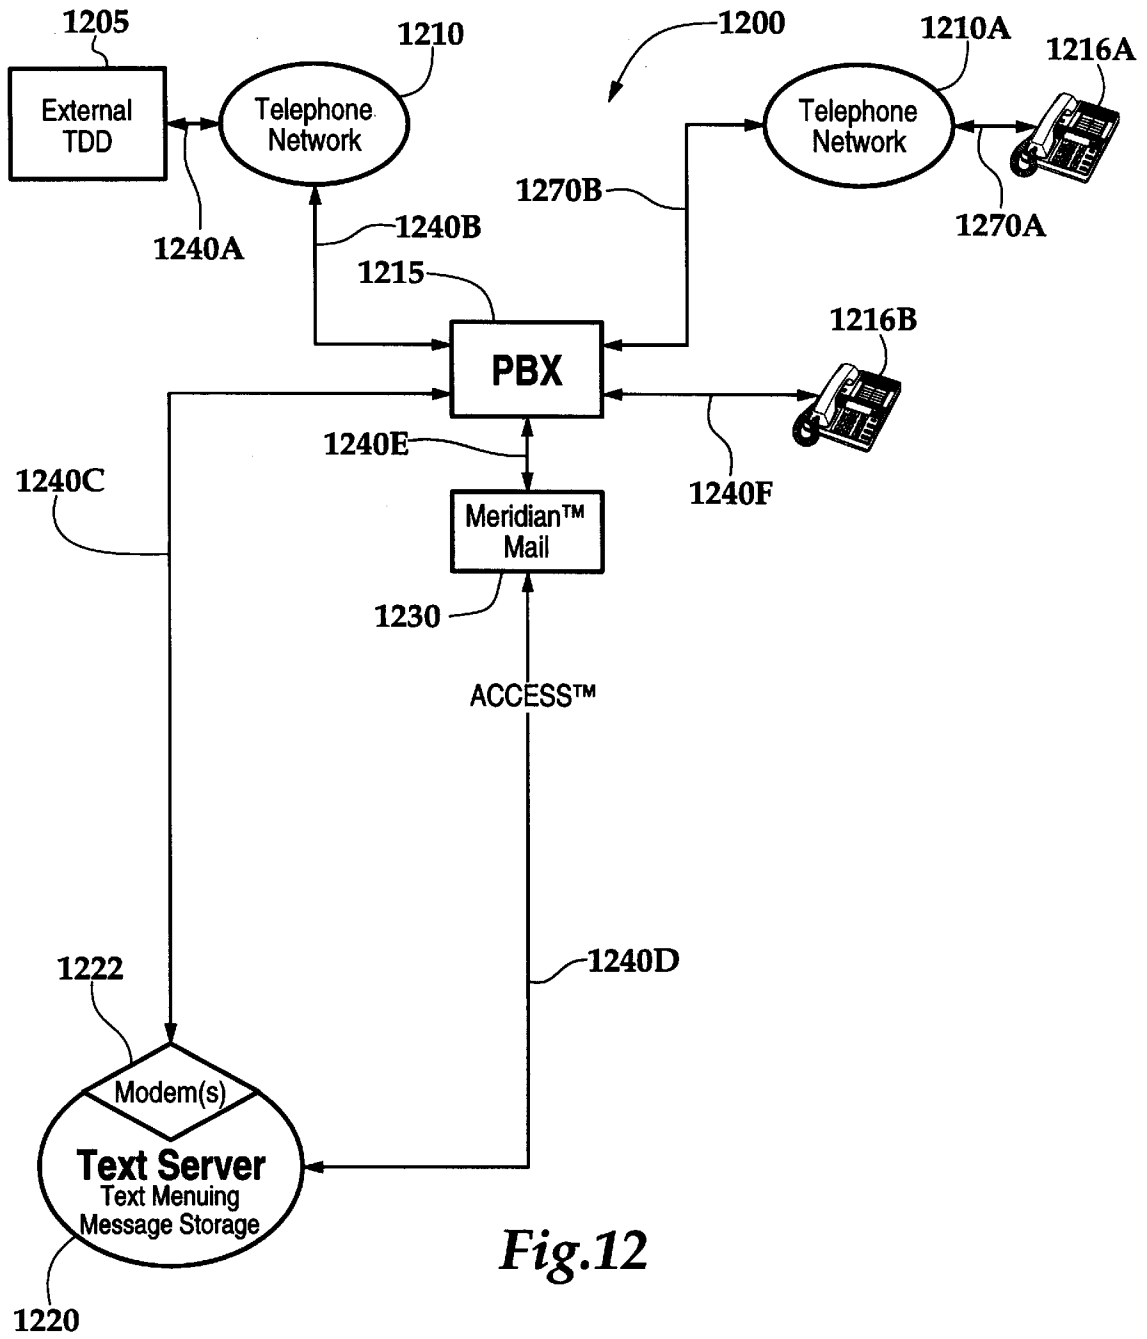 1205
1210
1200
1210A
1216A
External
TDD
Telephone
Network
Telephone
Network
1270B
1240A
1240B
1270A
1215
1216B
PBX
1240E
1240C
1240F
Meridian™
Mail
1230
ACCESS™
1222
1240D
Modem(s)
Text Server
Text Menuing
Message Storage
Fig.12
1220